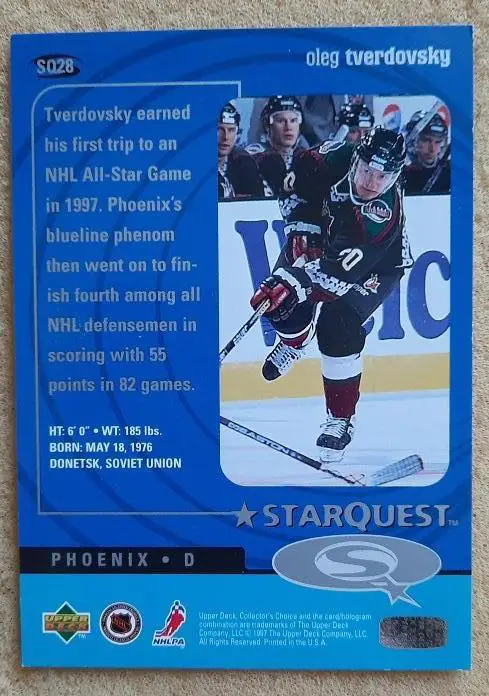 SQ28
oleg tverdovsky
Tverdovsky earned
his first trip to an
NHL All-Star Game
in 1997. Phoenix's
blueline phenom
then went on to fin-
ish fourth among all
NHL defensemen in
scoring with 55
points in 82 games.
HT: 6' 0" • WT: 185 lbs.
BORN: MAY 18, 1976
DONETSK, SOVIET UNION
20
EASTON
★STARQUEST™
PHOENIX • D
S
UPPER DECK™
NHLPA
Upper Deck, Collector's Choice and the card/hologram
combination are trademarks of The Upper Deck
Company, LLC © 1997 The Upper Deck Company, LLC.
All Rights Reserved. Printed in the U.S.A.